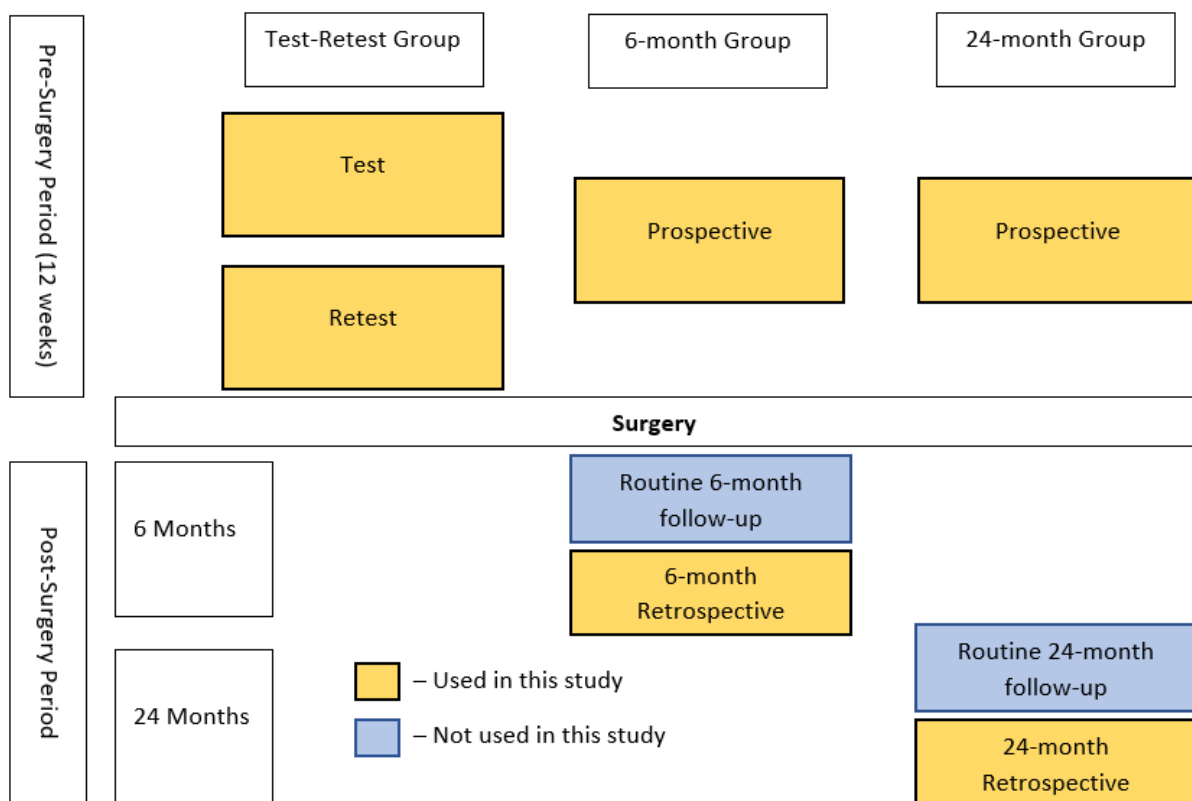 Pre-Surgery Period (12 weeks)
Test-Retest Group
6-month Group
24-month Group
Test
Prospective
Prospective
Retest
Surgery
Post-Surgery Period
6 Months
Routine 6-month
follow-up
6-month
Retrospective
24 Months
Routine 24-month
follow-up
24-month
Retrospective
– Used in this study
– Not used in this study